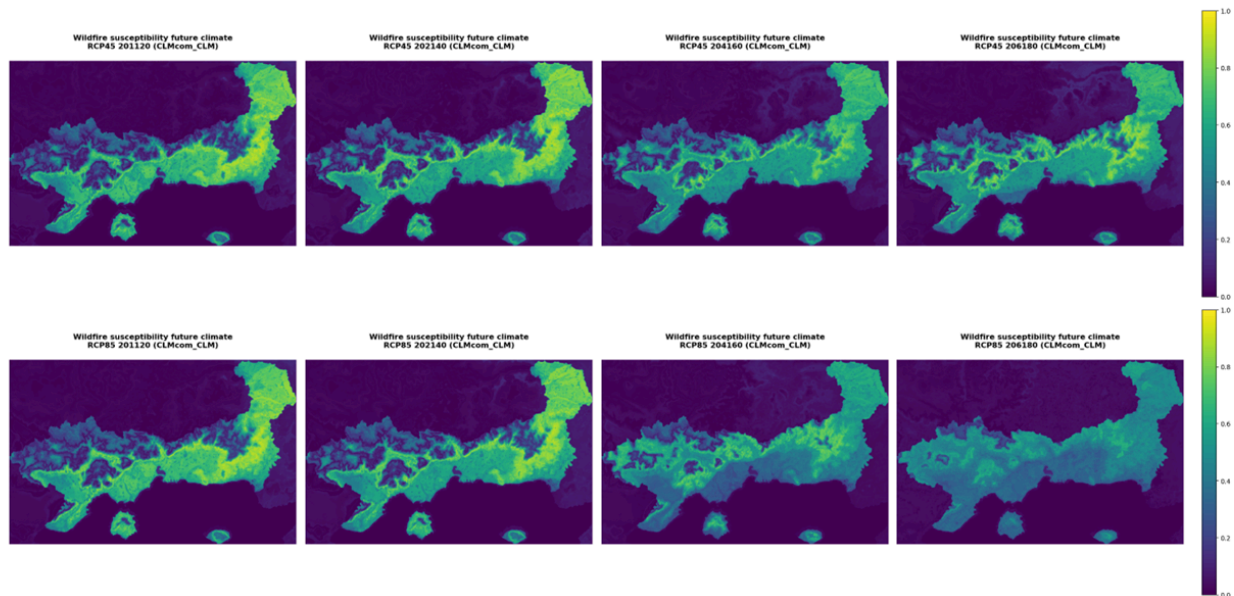 Wildfire susceptibility future climate
RCP45 201120 (CLMcom_CLM)
Wildfire susceptibility future climate
RCP45 202140 (CLMcom_CLM)
Wildfire susceptibility future climate
RCP45 204160 (CLMcom_CLM)
Wildfire susceptibility future climate
RCP45 206180 (CLMcom_CLM)
1.0
0.8
0.6
0.4
0.2
0.0
Wildfire susceptibility future climate
RCP85 201120 (CLMcom_CLM)
Wildfire susceptibility future climate
RCP85 202140 (CLMcom_CLM)
Wildfire susceptibility future climate
RCP85 204160 (CLMcom_CLM)
Wildfire susceptibility future climate
RCP85 206180 (CLMcom_CLM)
1.0
0.8
0.6
0.4
0.2
0.0